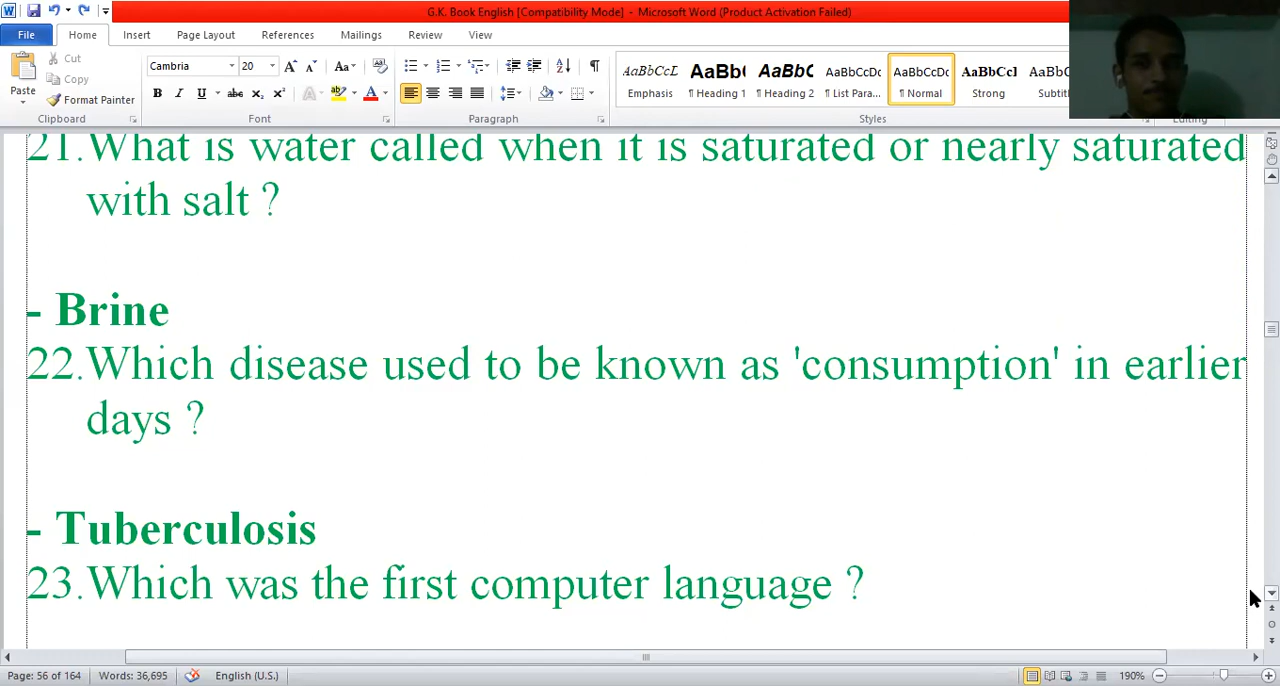 G.K. Book English [Compatibility Mode] - Microsoft Word (Product Activation Failed)
File Home Insert Page Layout References Mailings Review View
Cut
Copy
Paste
Format Painter
Cambria 20
AaBbCcL AaBb( AaBbC AaBbCcDc AaBbCcDc AaBbCcI AaBbC
Emphasis ¶ Heading 1 ¶ Heading 2 ¶ List Para... ¶ Normal Strong Subtitl
Clipboard Font Paragraph Styles Editing
21.What is water called when it is saturated or nearly saturated
with salt ?
- Brine
22.Which disease used to be known as 'consumption' in earlier
days ?
- Tuberculosis
23.Which was the first computer language ?
Page: 56 of 164 Words: 36,695 English (U.S.) 190%